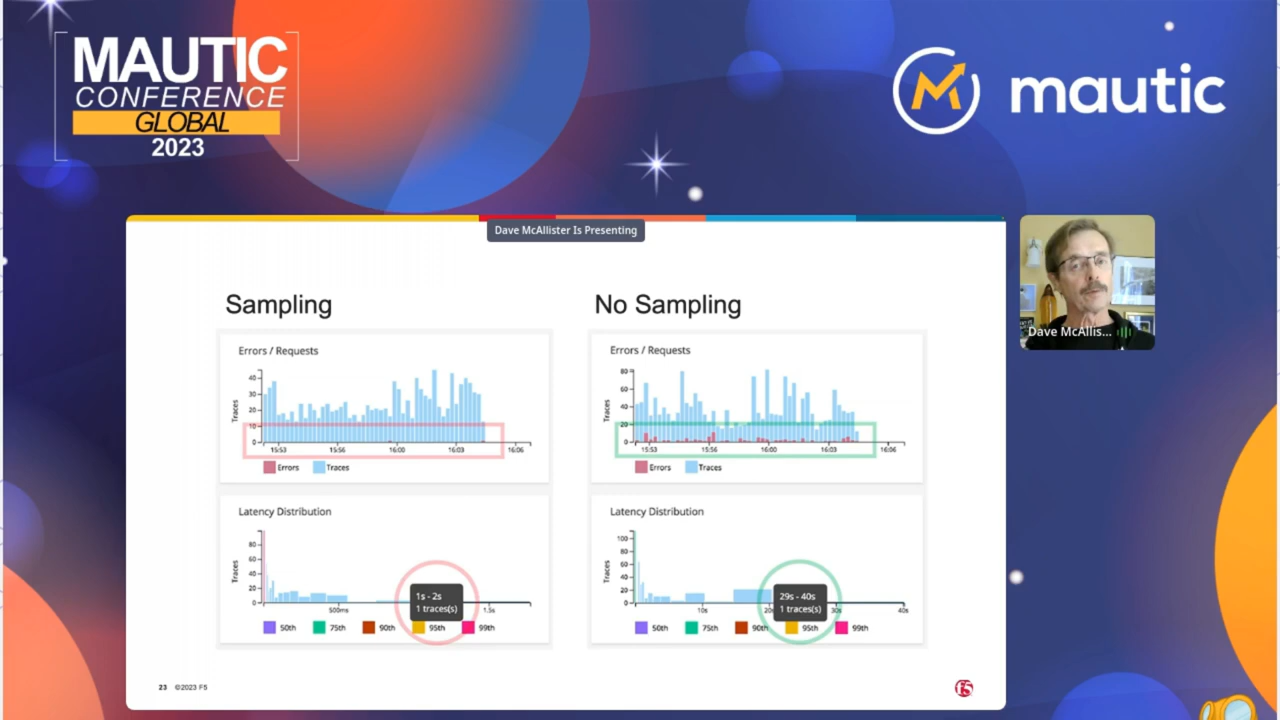 MAUTIC
CONFERENCE
GLOBAL
2023
mautic
Dave McAllister Is Presenting
Dave McAllis...
Sampling
Errors / Requests
Traces
40
30
20
10
0
15:53 15:56 16:00 16:03 16:06
Errors Traces
Latency Distribution
Traces
80
60
40
20
0
500ms 1.5s
1s - 2s
1 traces(s)
50th 75th 90th 95th 99th
No Sampling
Errors / Requests
Traces
80
60
40
20
0
15:53 15:56 16:00 16:03 16:06
Errors Traces
Latency Distribution
Traces
100
80
60
40
20
0
10s 30s 40s
29s - 40s
1 traces(s)
50th 75th 90th 95th 99th
23 ©2023 F5
f5